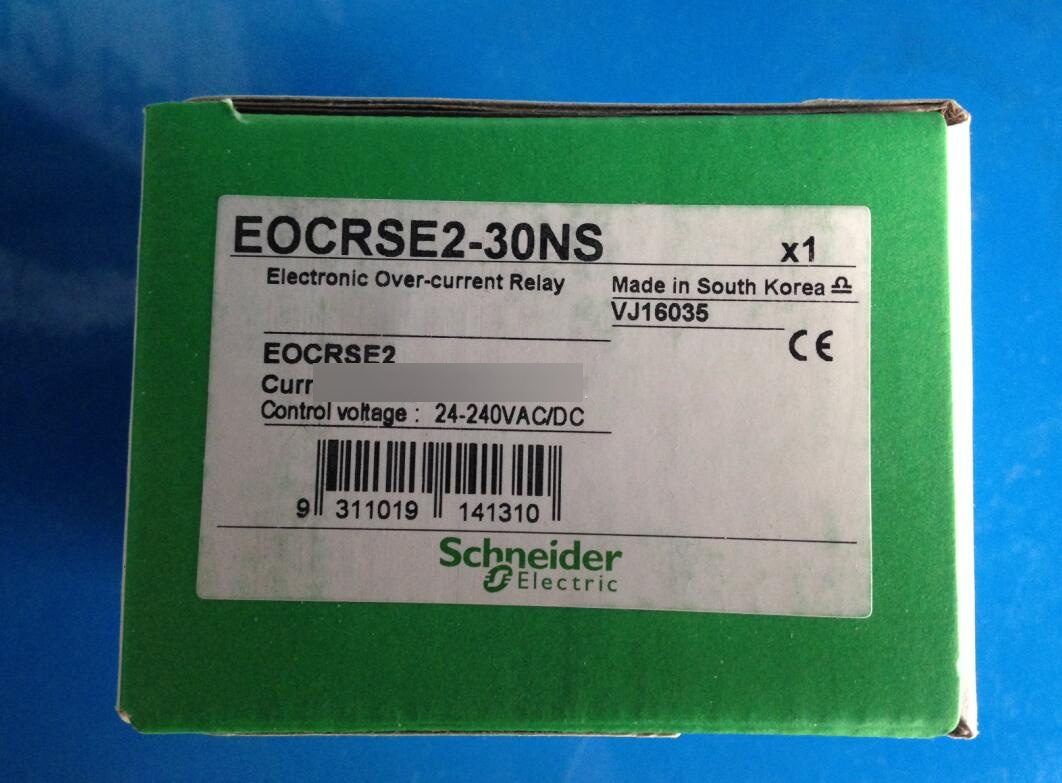 EOCRSE2-30NS x1
Electronic Over-current Relay
Made in South Korea
VJ16035
CE
EOCRSE2
Curr
Control voltage : 24-240VAC/DC
9 311019 141310
Schneider
Electric